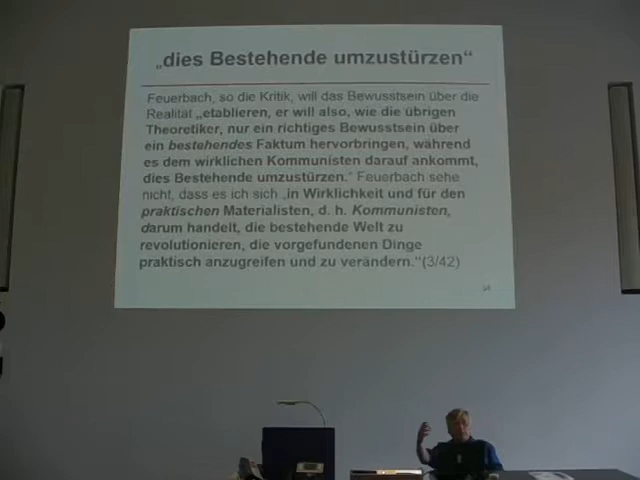 „dies Bestehende umzustürzen“
Feuerbach, so die Kritik, will das Bewusstsein über die
Realität „etablieren, er will also, wie die übrigen
Theoretiker, nur ein richtiges Bewusstsein über
ein bestehendes Faktum hervorbringen, während
es dem wirklichen Kommunisten darauf ankommt,
dies Bestehende umzustürzen.“ Feuerbach sehe
nicht, dass es ich sich „in Wirklichkeit und für den
praktischen Materialisten, d. h. Kommunisten,
darum handelt, die bestehende Welt zu
revolutionieren, die vorgefundenen Dinge
praktisch anzugreifen und zu verändern.“(3/42)